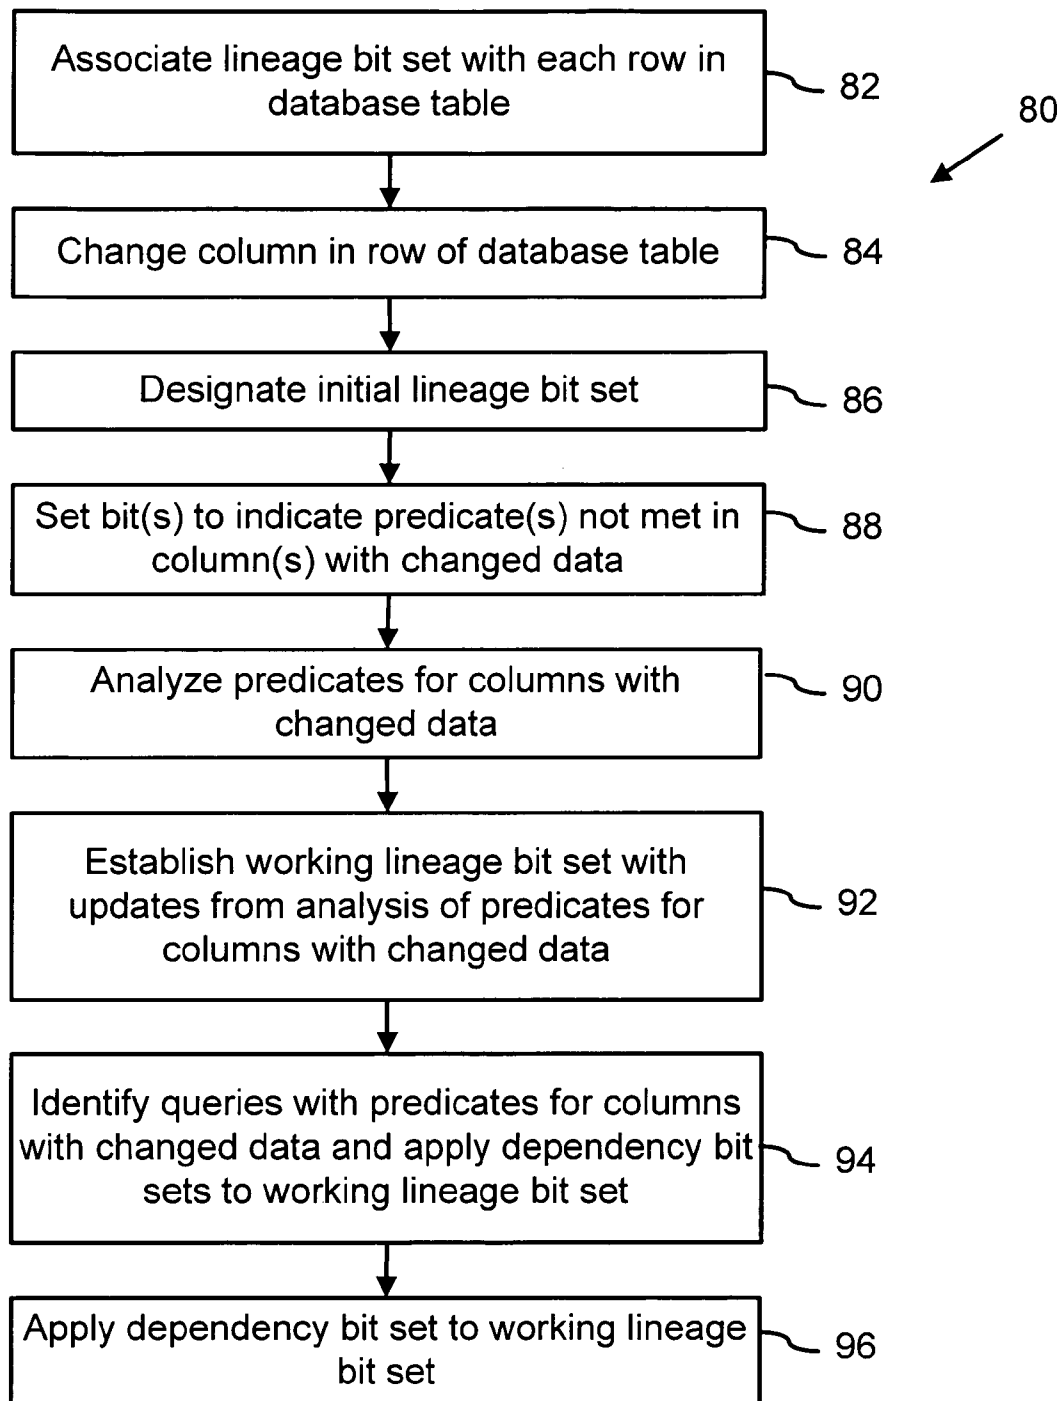 Associate lineage bit set with each row in
database table
82
80
Change column in row of database table
84
Designate initial lineage bit set
86
Set bit(s) to indicate predicate(s) not met in
column(s) with changed data
88
Analyze predicates for columns with
changed data
90
Establish working lineage bit set with
updates from analysis of predicates for
columns with changed data
92
Identify queries with predicates for columns
with changed data and apply dependency bit
sets to working lineage bit set
94
Apply dependency bit set to working lineage
bit set
96